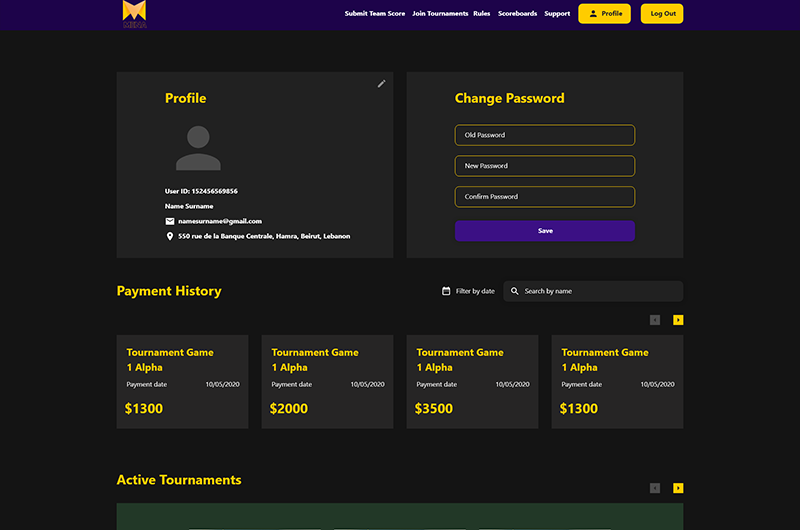 Submit Team Score Join Tournaments Rules Scoreboards Support Profile Log Out
Profile
User ID: 152456569856
Name Surname
namesurname@gmail.com
550 rue de la Banque Centrale, Hamra, Beirut, Lebanon
Change Password
Old Password
New Password
Confirm Password
Save
Payment History
Filter by date
Search by name
Tournament Game
1 Alpha
Payment date 10/05/2020
$1300
Tournament Game
1 Alpha
Payment date 10/05/2020
$2000
Tournament Game
1 Alpha
Payment date 10/05/2020
$3500
Tournament Game
1 Alpha
Payment date 10/05/2020
$1300
Active Tournaments